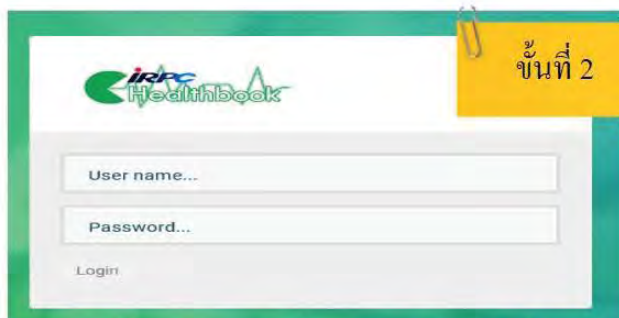 ขั้นที่ 2
iRPC
Healthbook
User name...
Password...
Login